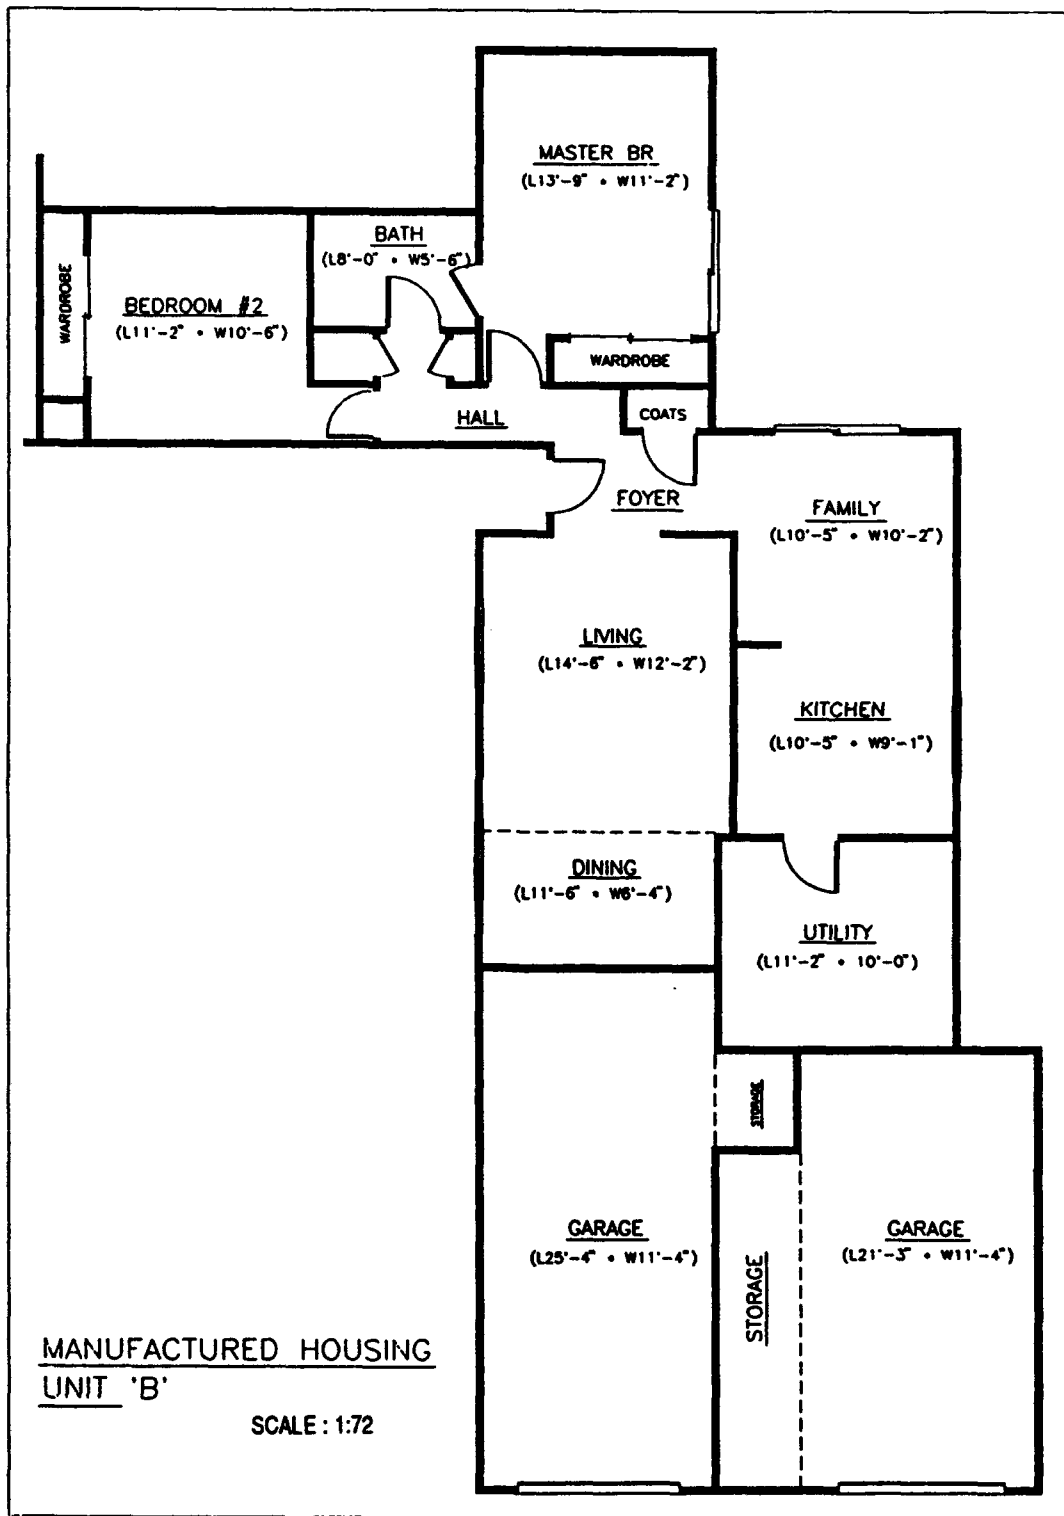 MASTER BR
(L13'-9" • W11'-2")
BATH
(L8'-0" • W5'-6")
WARDROBE
BEDROOM #2
(L11'-2" • W10'-6")
WARDROBE
COATS
HALL
FOYER
FAMILY
(L10'-5" • W10'-2")
LIVING
(L14'-6" • W12'-2")
KITCHEN
(L10'-5" • W9'-1")
DINING
(L11'-6" • W6'-4")
UTILITY
(L11'-2" • 10'-0")
STORAGE
GARAGE
(L25'-4" • W11'-4")
GARAGE
(L21'-3" • W11'-4")
STORAGE
MANUFACTURED HOUSING
UNIT 'B'
SCALE : 1:72